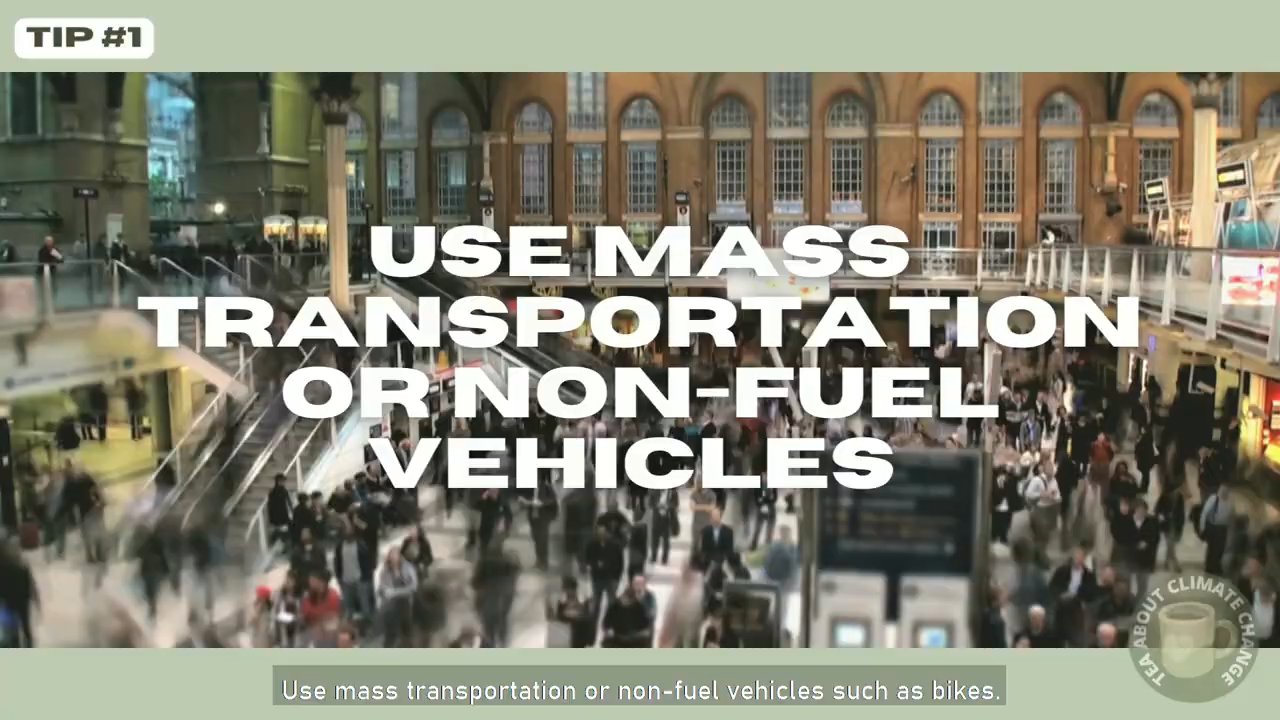 TIP #1
USE MASS
TRANSPORTATION
OR NON-FUEL
VEHICLES
TEA ABOUT CLIMATE CHANGE
Use mass transportation or non-fuel vehicles such as bikes.